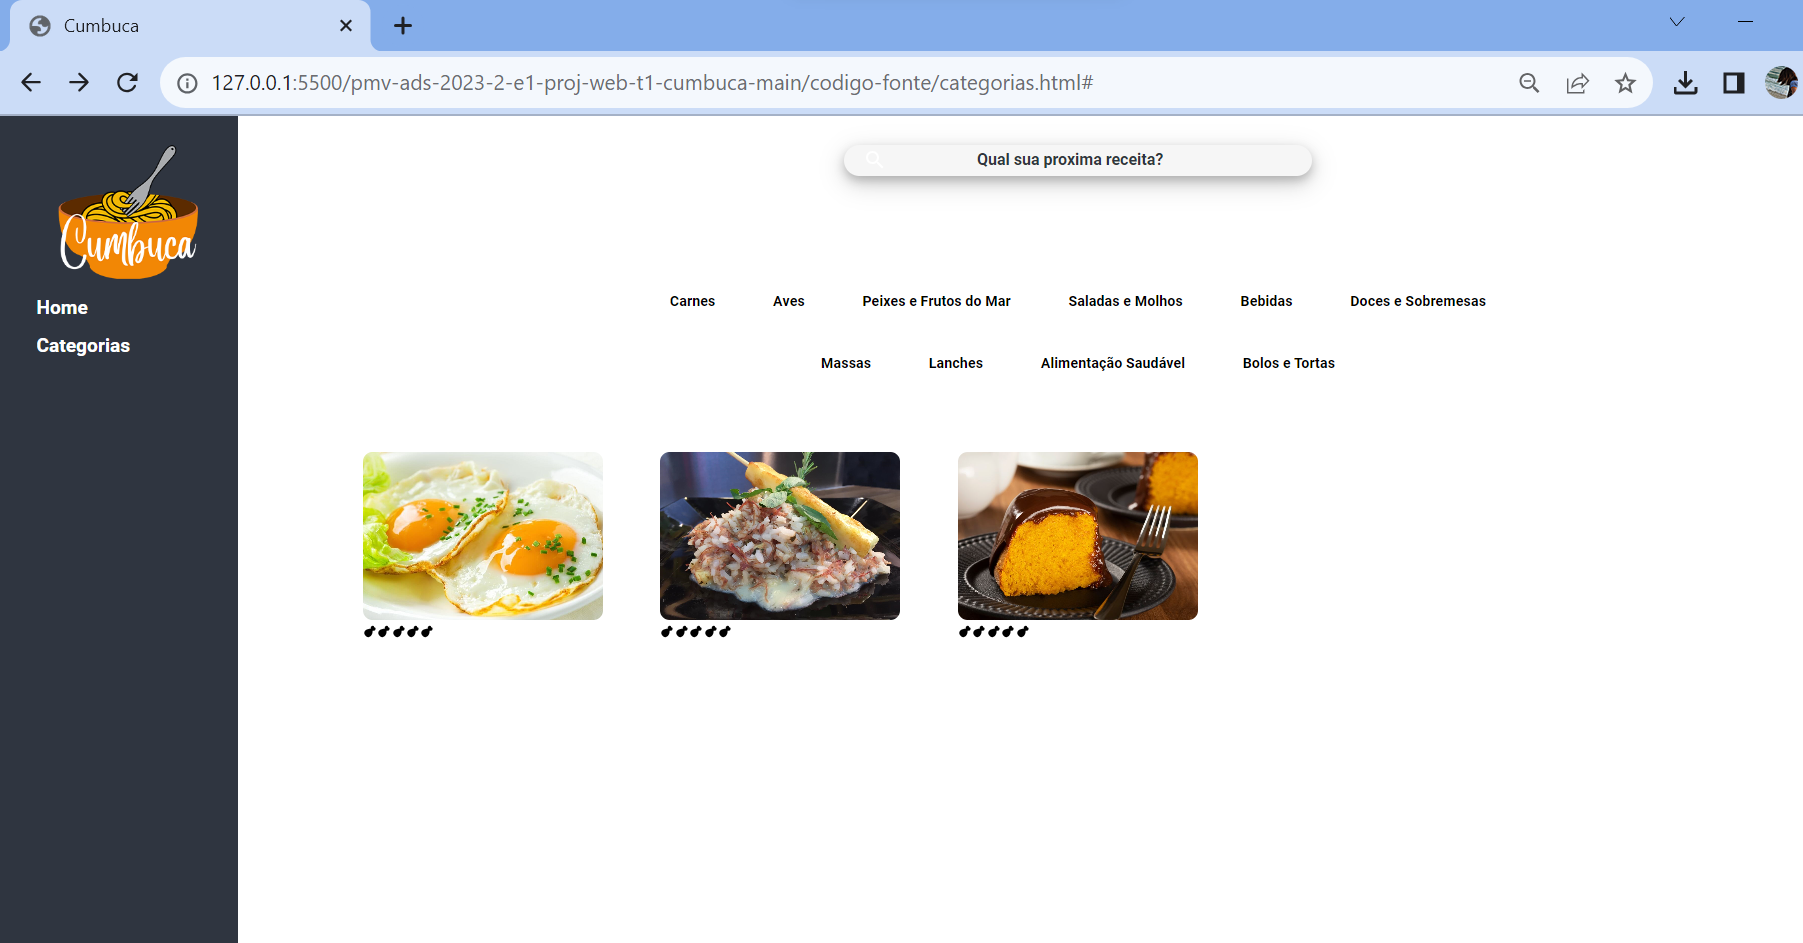 Cumbuca
127.0.0.1:5500/pmv-ads-2023-2-e1-proj-web-t1-cumbuca-main/codigo-fonte/categorias.html#
Cumbuca
Home
Categorias
Qual sua proxima receita?
Carnes Aves Peixes e Frutos do Mar Saladas e Molhos Bebidas Doces e Sobremesas
Massas Lanches Alimentação Saudável Bolos e Tortas